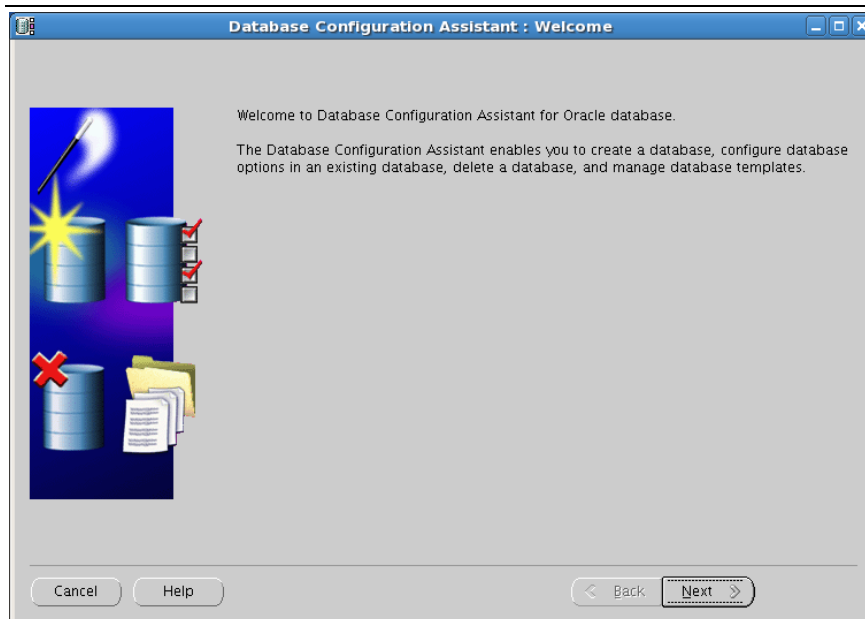 Database Configuration Assistant : Welcome
Welcome to Database Configuration Assistant for Oracle database.
The Database Configuration Assistant enables you to create a database, configure database
options in an existing database, delete a database, and manage database templates.
Cancel
Help
Back
Next